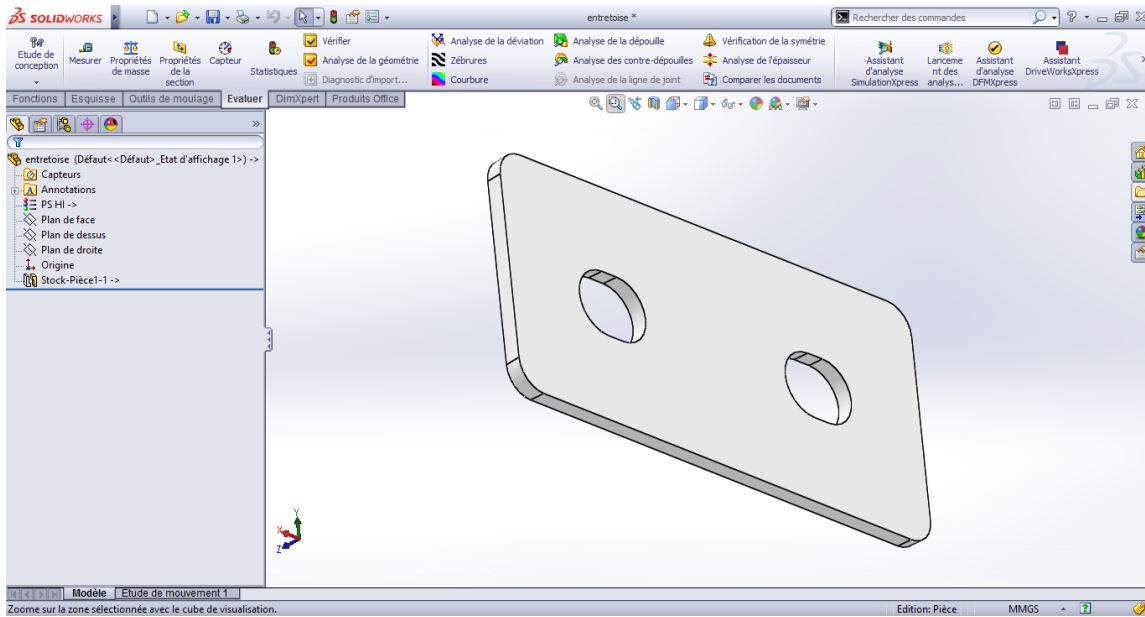 SOLIDWORKS
entretoise *
Rechercher des commandes
Etude de conception
Mesurer
Propriétés de masse
Propriétés de la section
Capteur
Statistiques
Vérifier
Analyse de la géométrie
Diagnostic d'import...
Analyse de la déviation
Zébrures
Courbure
Analyse de la dépouille
Analyse des contre-dépouilles
Analyse de la ligne de joint
Vérification de la symétrie
Analyse de l'épaisseur
Comparer les documents
Assistant d'analyse SimulationXpress
Lanceme nt des analys...
Assistant d'analyse DFMXpress
Assistant DriveWorksXpress
Fonctions Esquisse Outils de moulage Evaluer DimXpert Produits Office
entretoise (Défaut<<Défaut>_Etat d'affichage 1>) ->
Capteurs
Annotations
PS HI ->
Plan de face
Plan de dessus
Plan de droite
Origine
Stock-Pièce1-1 ->
Y
X
Z
Modèle Etude de mouvement 1
Zoome sur la zone sélectionnée avec le cube de visualisation.
Edition: Pièce
MMGS